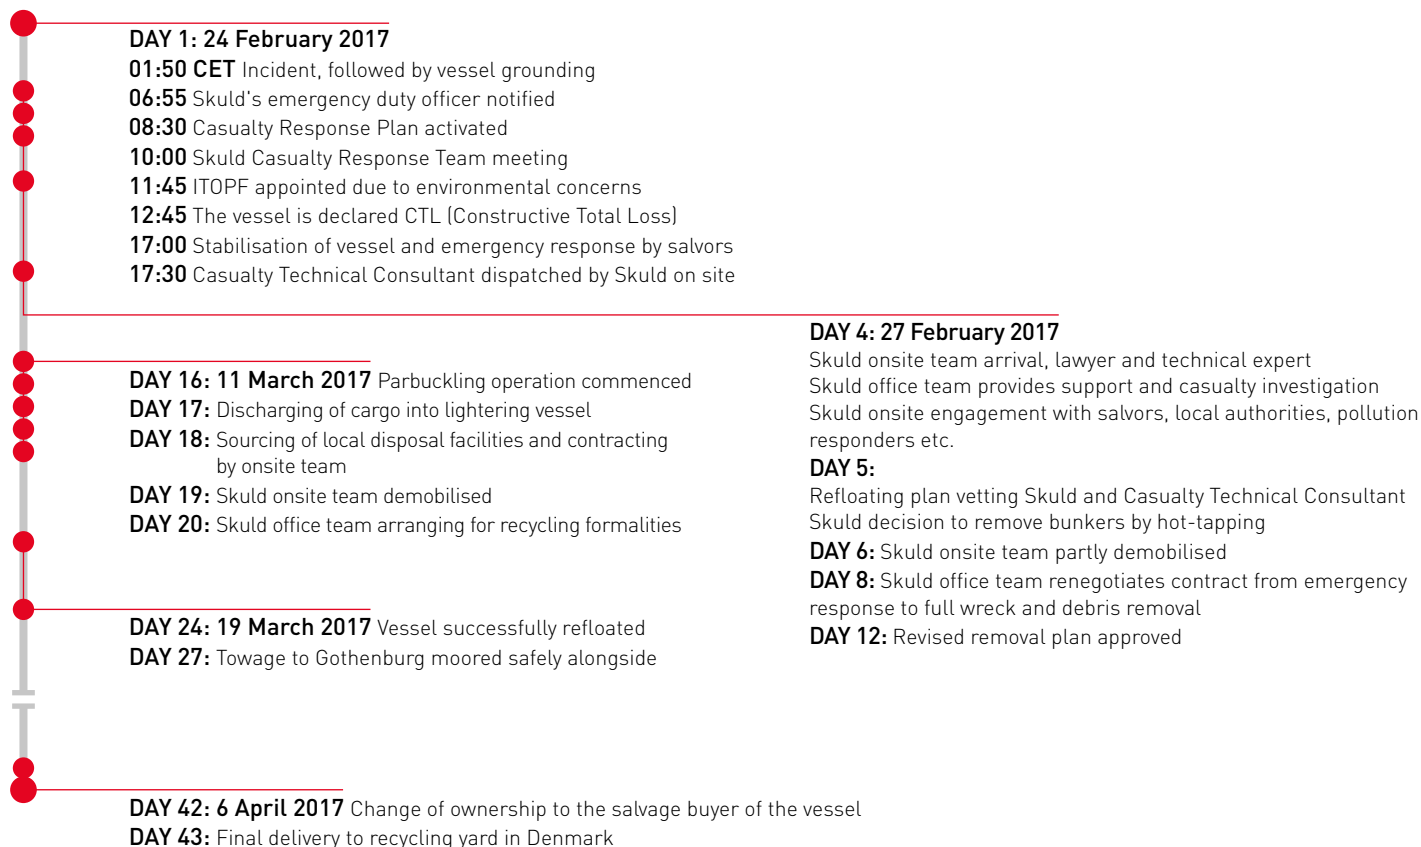 DAY 1: 24 February 2017
01:50 CET Incident, followed by vessel grounding
06:55 Skuld's emergency duty officer notified
08:30 Casualty Response Plan activated
10:00 Skuld Casualty Response Team meeting
11:45 ITOPF appointed due to environmental concerns
12:45 The vessel is declared CTL (Constructive Total Loss)
17:00 Stabilisation of vessel and emergency response by salvors
17:30 Casualty Technical Consultant dispatched by Skuld on site
DAY 4: 27 February 2017
Skuld onsite team arrival, lawyer and technical expert
Skuld office team provides support and casualty investigation
Skuld onsite engagement with salvors, local authorities, pollution
responders etc.
DAY 5:
Refloating plan vetting Skuld and Casualty Technical Consultant
Skuld decision to remove bunkers by hot-tapping
DAY 6: Skuld onsite team partly demobilised
DAY 8: Skuld office team renegotiates contract from emergency
response to full wreck and debris removal
DAY 12: Revised removal plan approved
DAY 16: 11 March 2017 Parbuckling operation commenced
DAY 17: Discharging of cargo into lightering vessel
DAY 18: Sourcing of local disposal facilities and contracting
by onsite team
DAY 19: Skuld onsite team demobilised
DAY 20: Skuld office team arranging for recycling formalities
DAY 24: 19 March 2017 Vessel successfully refloated
DAY 27: Towage to Gothenburg moored safely alongside
DAY 42: 6 April 2017 Change of ownership to the salvage buyer of the vessel
DAY 43: Final delivery to recycling yard in Denmark